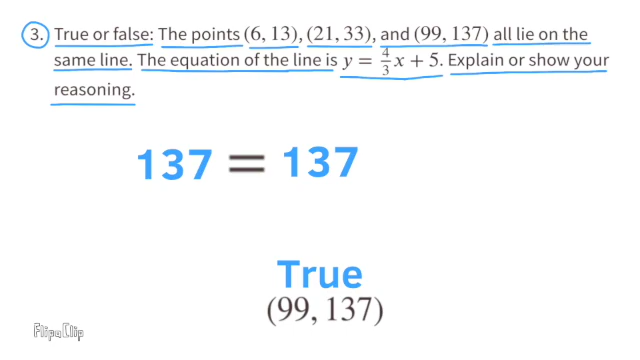 3. True or false: The points (6, 13), (21, 33), and (99, 137) all lie on the
same line. The equation of the line is y = 4/3 x + 5. Explain or show your
reasoning.
137 = 137
True
(99, 137)
FlipaClip